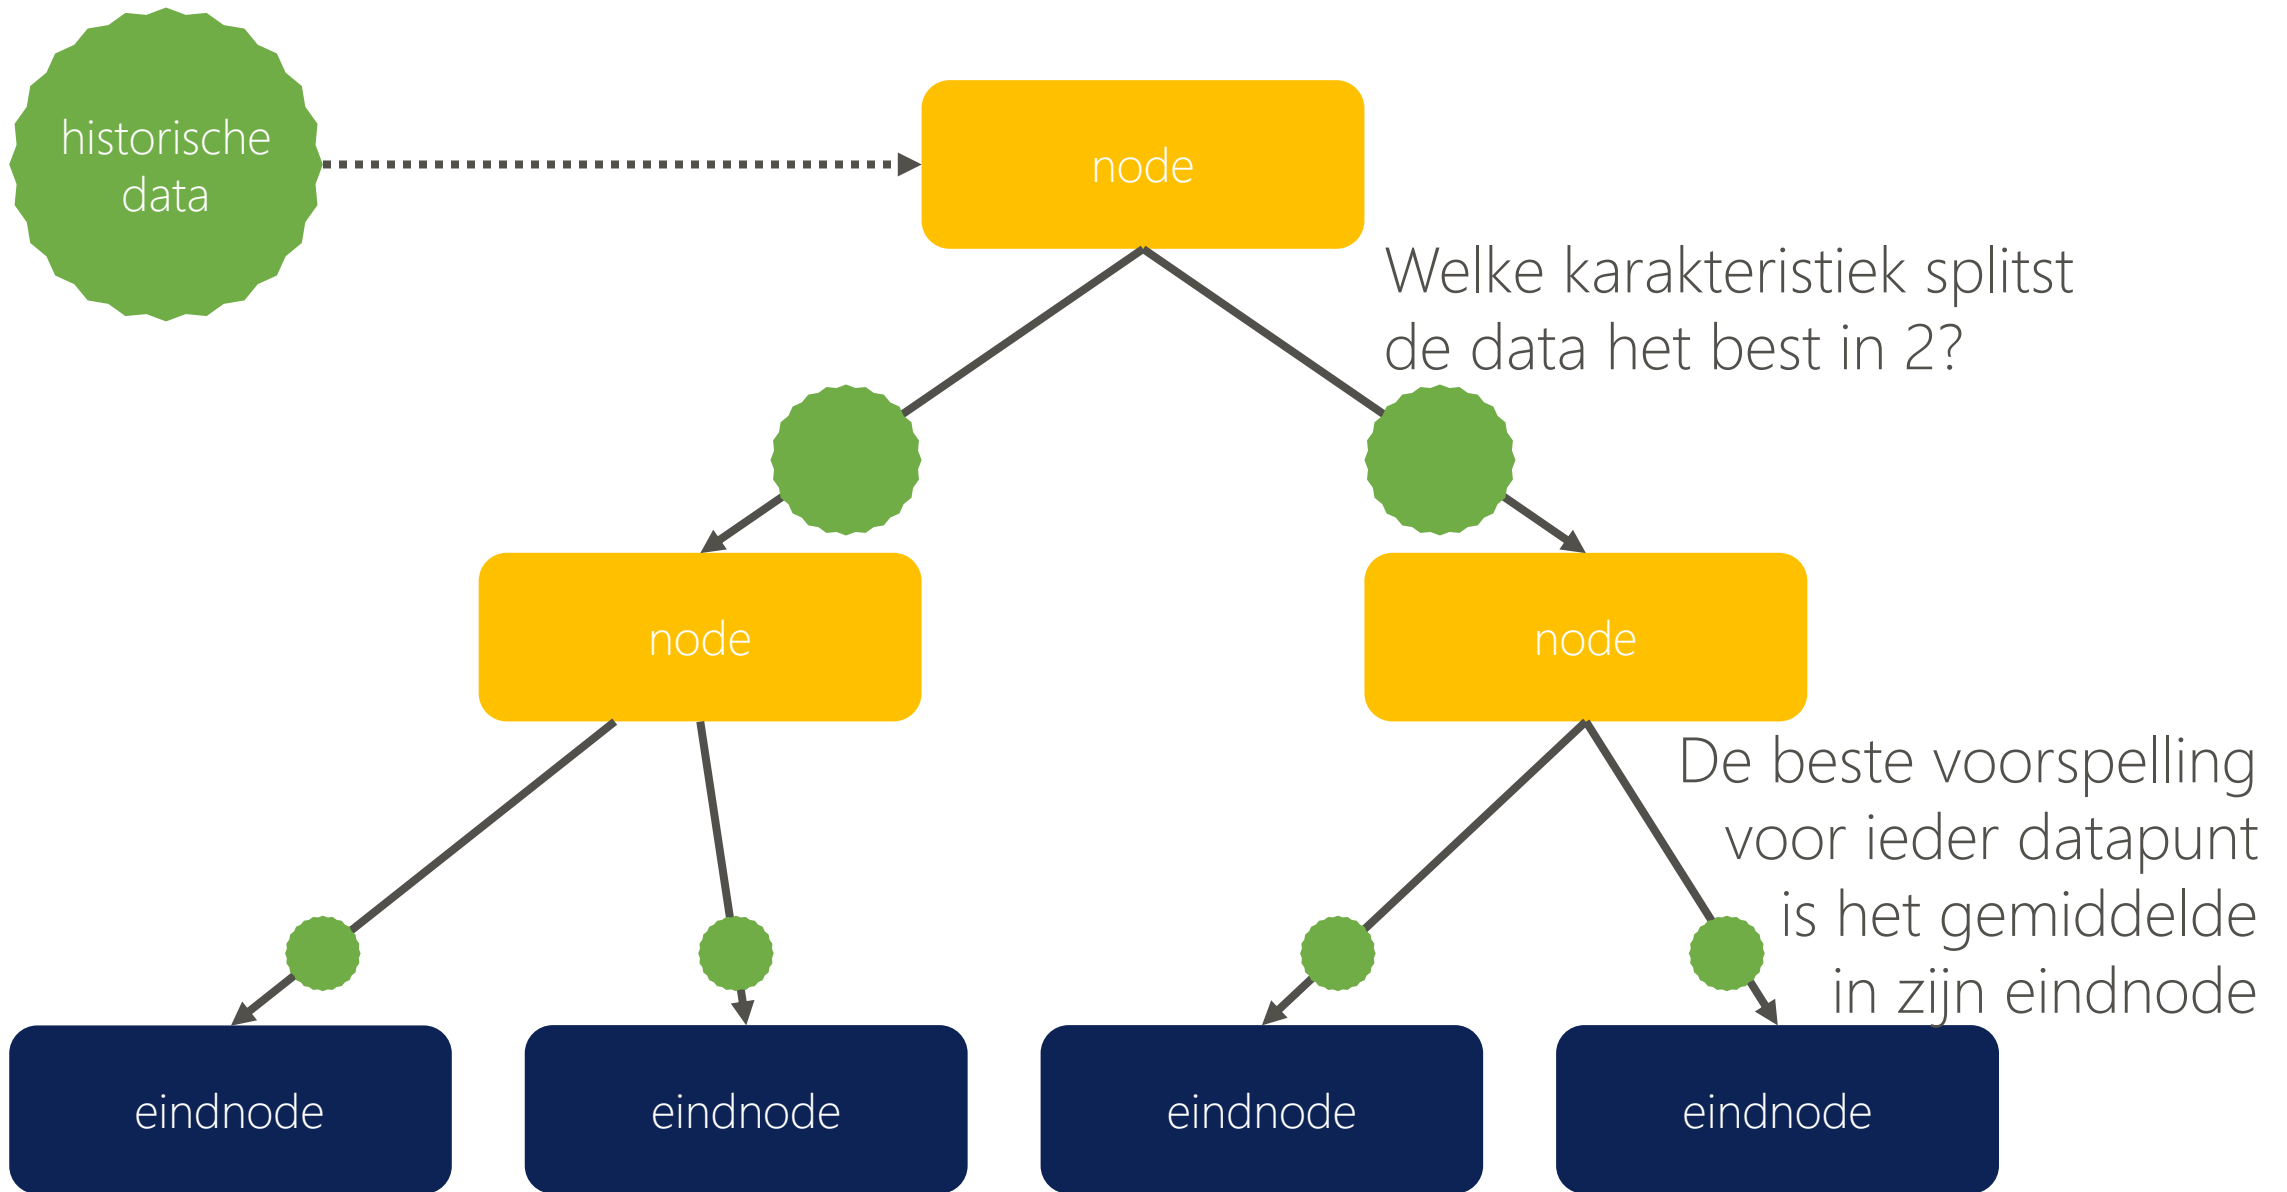 historische
data
node
Welke karakteristiek splitst
de data het best in 2?
node
node
De beste voorspelling
voor ieder datapunt
is het gemiddelde
in zijn eindnode
eindnode
eindnode
eindnode
eindnode